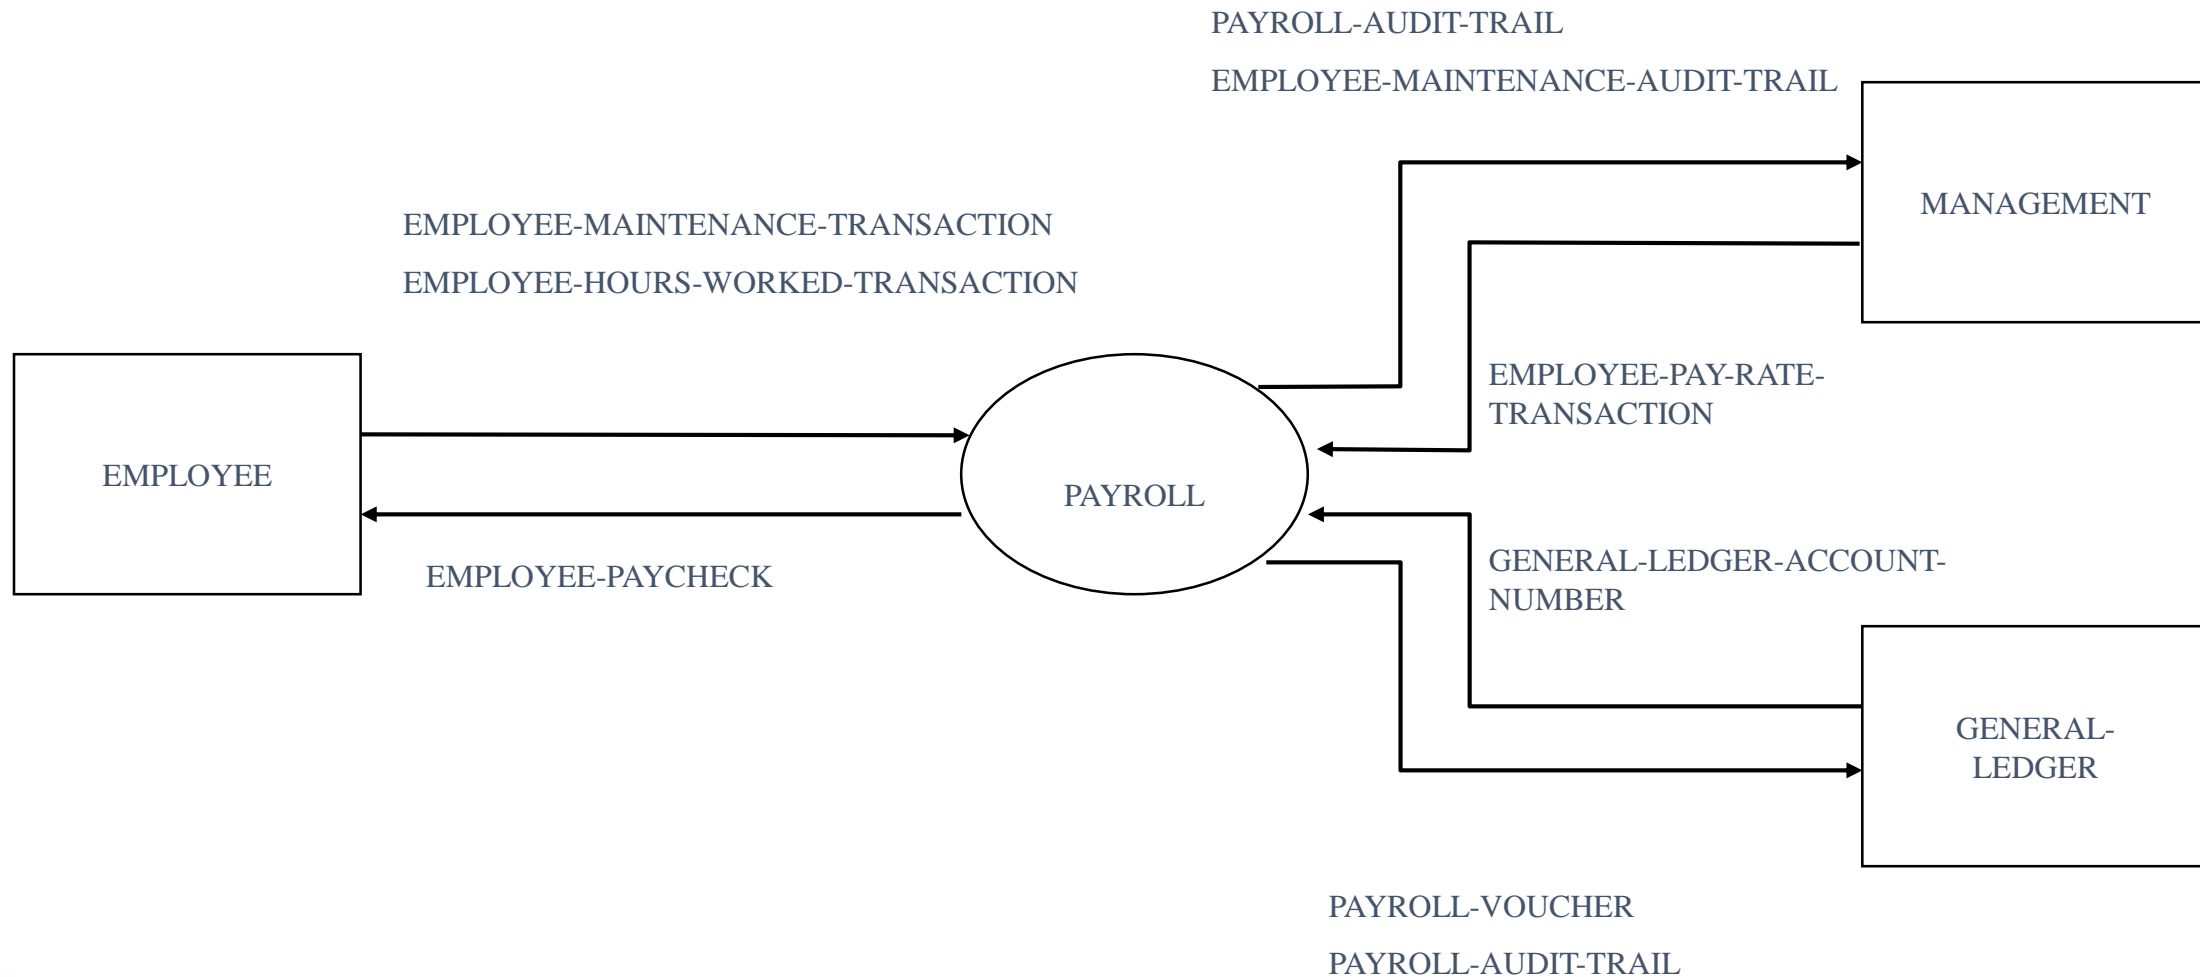 PAYROLL-AUDIT-TRAIL
EMPLOYEE-MAINTENANCE-AUDIT-TRAIL
MANAGEMENT
EMPLOYEE-MAINTENANCE-TRANSACTION
EMPLOYEE-HOURS-WORKED-TRANSACTION
EMPLOYEE-PAY-RATE-
TRANSACTION
EMPLOYEE
PAYROLL
EMPLOYEE-PAYCHECK
GENERAL-LEDGER-ACCOUNT-
NUMBER
GENERAL-
LEDGER
PAYROLL-VOUCHER
PAYROLL-AUDIT-TRAIL